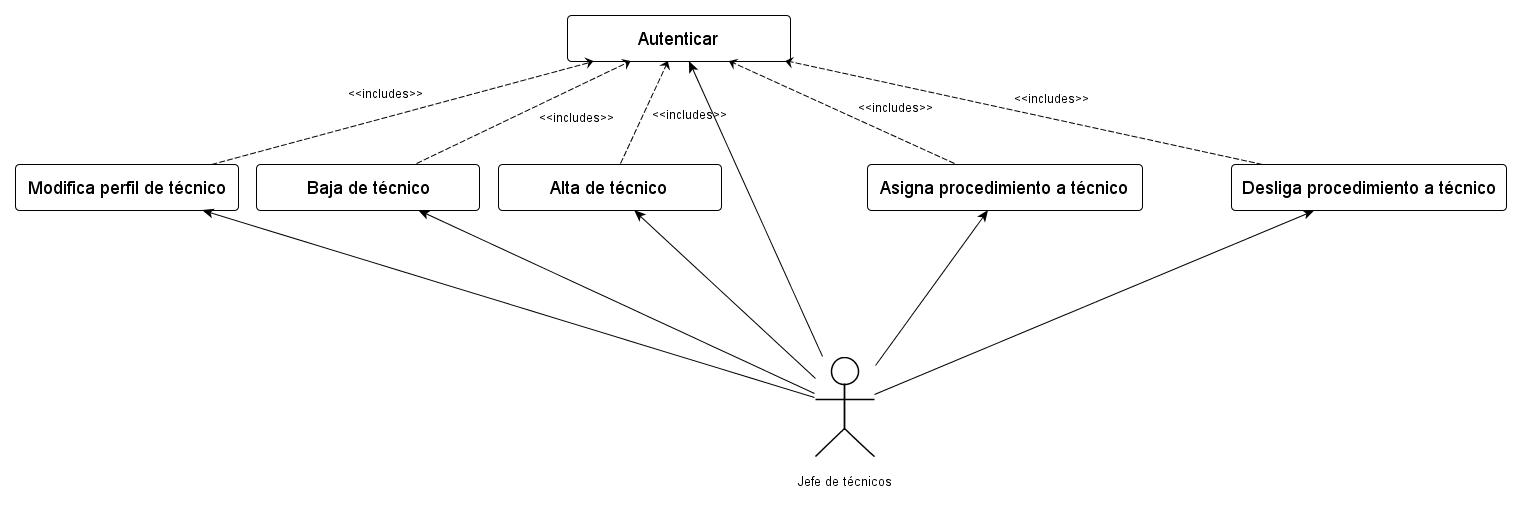 Autenticar
<<includes>>
<<includes>>
<<includes>>
<<includes>>
<<includes>>
Modifica perfil de técnico
Baja de técnico
Alta de técnico
Asigna procedimiento a técnico
Desliga procedimiento a técnico
Jefe de técnicos